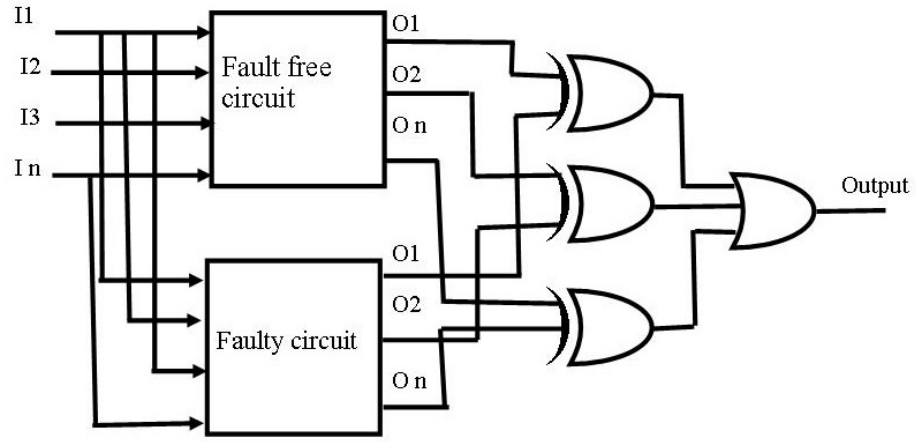 I1
I2
I3
I n
Fault free
circuit
O1
O2
O n
Output
Faulty circuit
O1
O2
O n